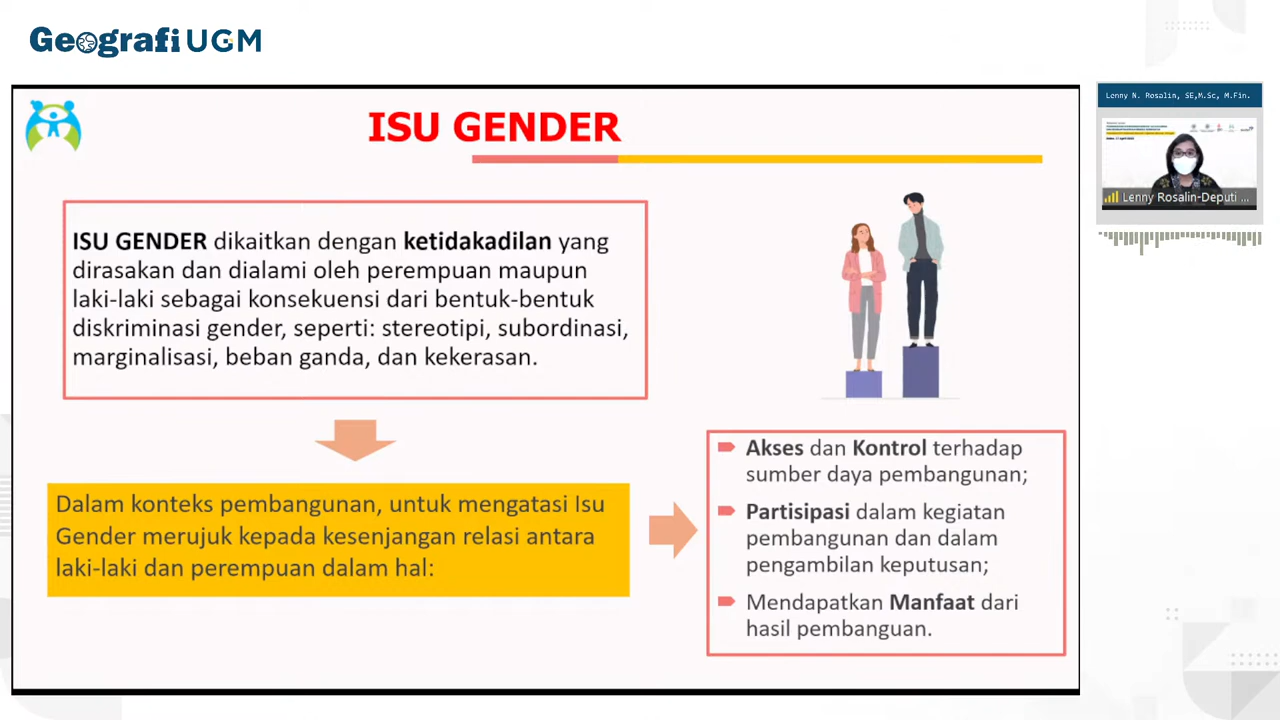 Geografi UGM
Lenny N. Rosalin, SE,M.Sc, M.Fin.
Lenny Rosalin-Deputi ...
ISU GENDER
ISU GENDER dikaitkan dengan ketidakadilan yang
dirasakan dan dialami oleh perempuan maupun
laki-laki sebagai konsekuensi dari bentuk-bentuk
diskriminasi gender, seperti: stereotipi, subordinasi,
marginalisasi, beban ganda, dan kekerasan.
Dalam konteks pembangunan, untuk mengatasi Isu
Gender merujuk kepada kesenjangan relasi antara
laki-laki dan perempuan dalam hal:
Akses dan Kontrol terhadap
sumber daya pembangunan;
Partisipasi dalam kegiatan
pembangunan dan dalam
pengambilan keputusan;
Mendapatkan Manfaat dari
hasil pembanguan.